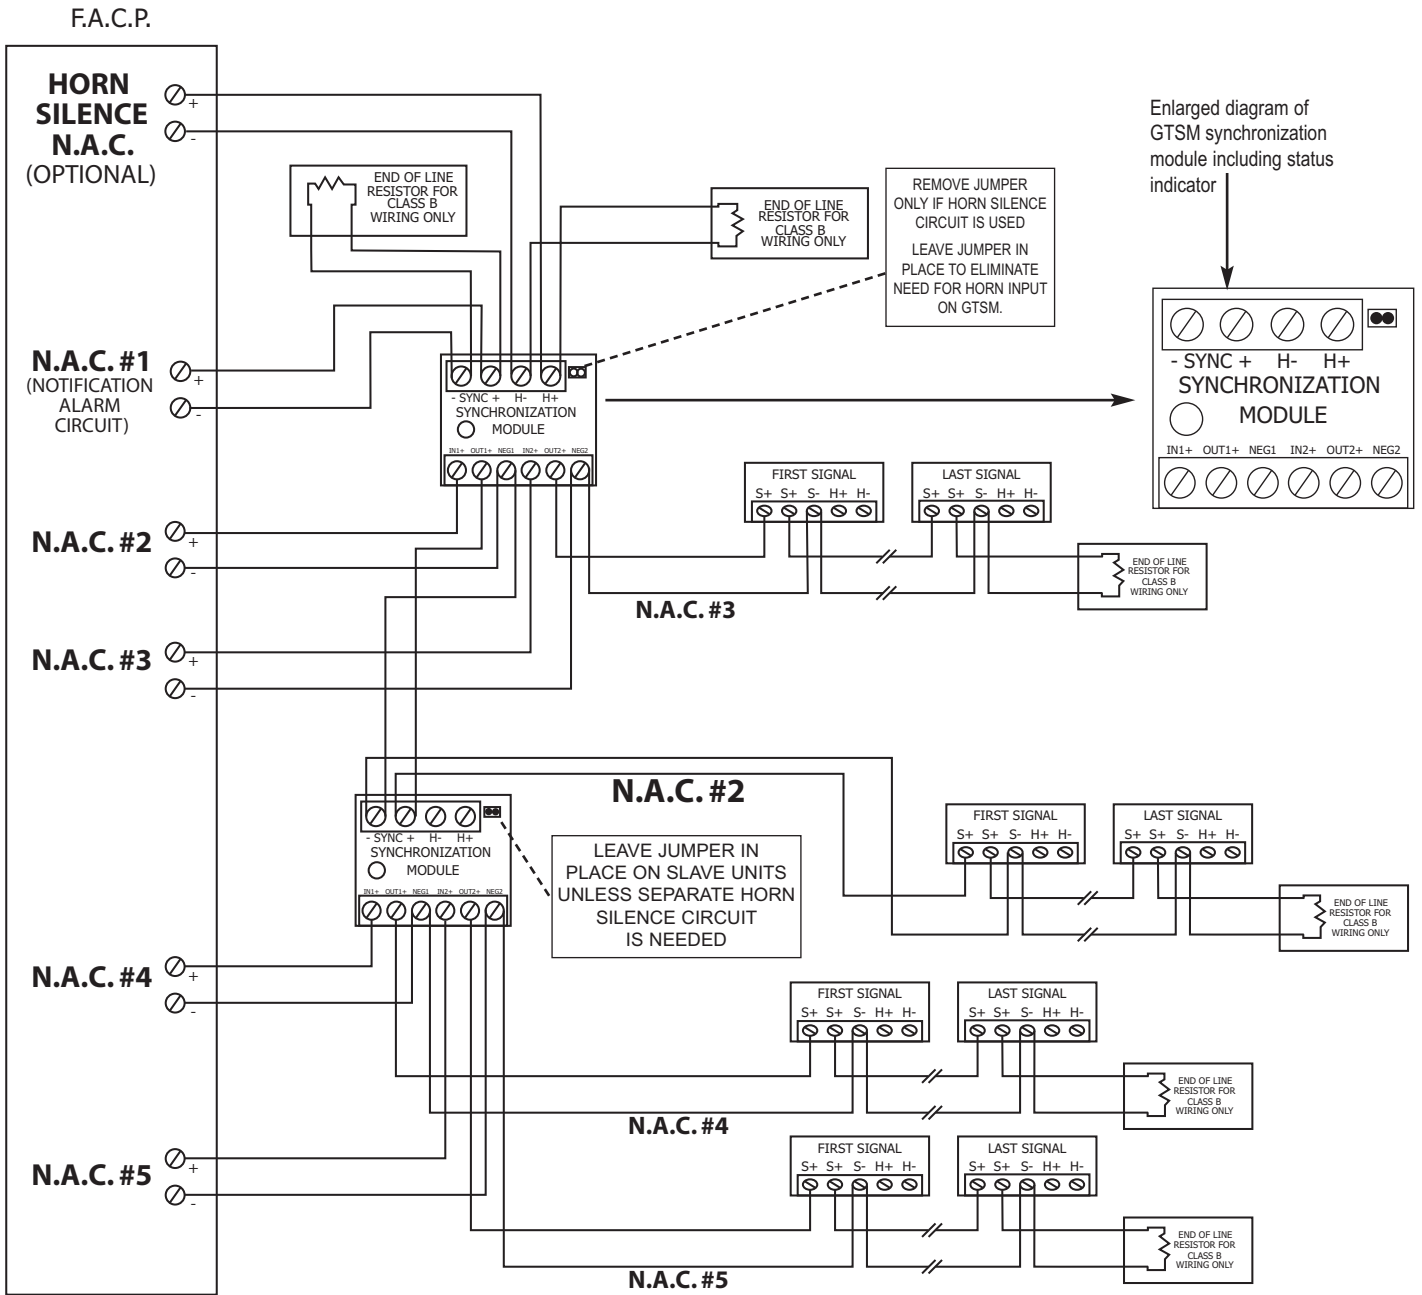 F.A.C.P.
HORN
SILENCE
N.A.C.
(OPTIONAL)
+
-
END OF LINE
RESISTOR FOR
CLASS B
WIRING ONLY
END OF LINE
RESISTOR FOR
CLASS B
WIRING ONLY
REMOVE JUMPER
ONLY IF HORN SILENCE
CIRCUIT IS USED
LEAVE JUMPER IN
PLACE TO ELIMINATE
NEED FOR HORN INPUT
ON GTSM.
Enlarged diagram of
GTSM synchronization
module including status
indicator
- SYNC + H- H+
SYNCHRONIZATION
MODULE
IN1+ OUT1+ NEG1 IN2+ OUT2+ NEG2
N.A.C. #1
(NOTIFICATION
ALARM
CIRCUIT)
+
-
- SYNC + H- H+
SYNCHRONIZATION
MODULE
IN1+ OUT1+ NEG1 IN2+ OUT2+ NEG2
FIRST SIGNAL
S+ S+ S- H+ H-
LAST SIGNAL
S+ S+ S- H+ H-
END OF LINE
RESISTOR FOR
CLASS B
WIRING ONLY
N.A.C. #3
N.A.C. #2
+
-
N.A.C. #3
+
-
N.A.C. #2
- SYNC + H- H+
SYNCHRONIZATION
MODULE
IN1+ OUT1+ NEG1 IN2+ OUT2+ NEG2
LEAVE JUMPER IN
PLACE ON SLAVE UNITS
UNLESS SEPARATE HORN
SILENCE CIRCUIT
IS NEEDED
FIRST SIGNAL
S+ S+ S- H+ H-
LAST SIGNAL
S+ S+ S- H+ H-
END OF LINE
RESISTOR FOR
CLASS B
WIRING ONLY
N.A.C. #4
+
-
FIRST SIGNAL
S+ S+ S- H+ H-
LAST SIGNAL
S+ S+ S- H+ H-
END OF LINE
RESISTOR FOR
CLASS B
WIRING ONLY
N.A.C. #4
N.A.C. #5
+
-
FIRST SIGNAL
S+ S+ S- H+ H-
LAST SIGNAL
S+ S+ S- H+ H-
END OF LINE
RESISTOR FOR
CLASS B
WIRING ONLY
N.A.C. #5